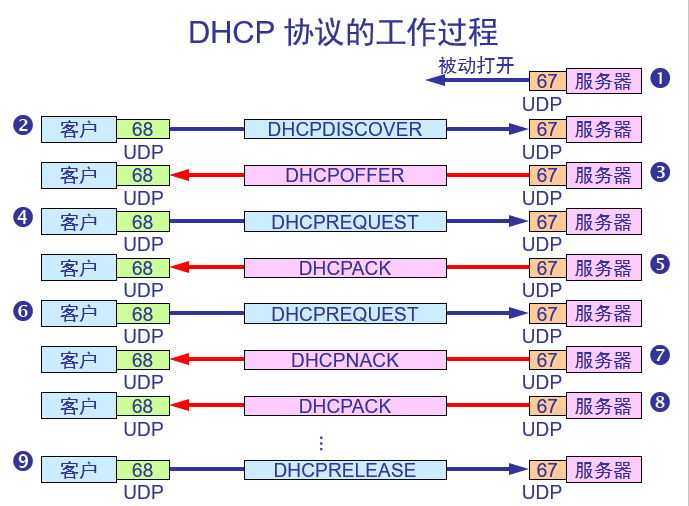 DHCP 协议的工作过程
被动打开 67 服务器 ❶
UDP
❷ 客户 68 DHCPDISCOVER 67 服务器
UDP UDP
客户 68 DHCPOFFER 67 服务器 ❸
UDP UDP
❹ 客户 68 DHCPREQUEST 67 服务器
UDP UDP
客户 68 DHCPACK 67 服务器 ❺
UDP UDP
❻ 客户 68 DHCPREQUEST 67 服务器
UDP UDP
客户 68 DHCPNACK 67 服务器 ❼
UDP UDP
客户 68 DHCPACK 67 服务器 ❽
UDP ⋮ UDP
❾ 客户 68 DHCPRELEASE 67 服务器
UDP UDP